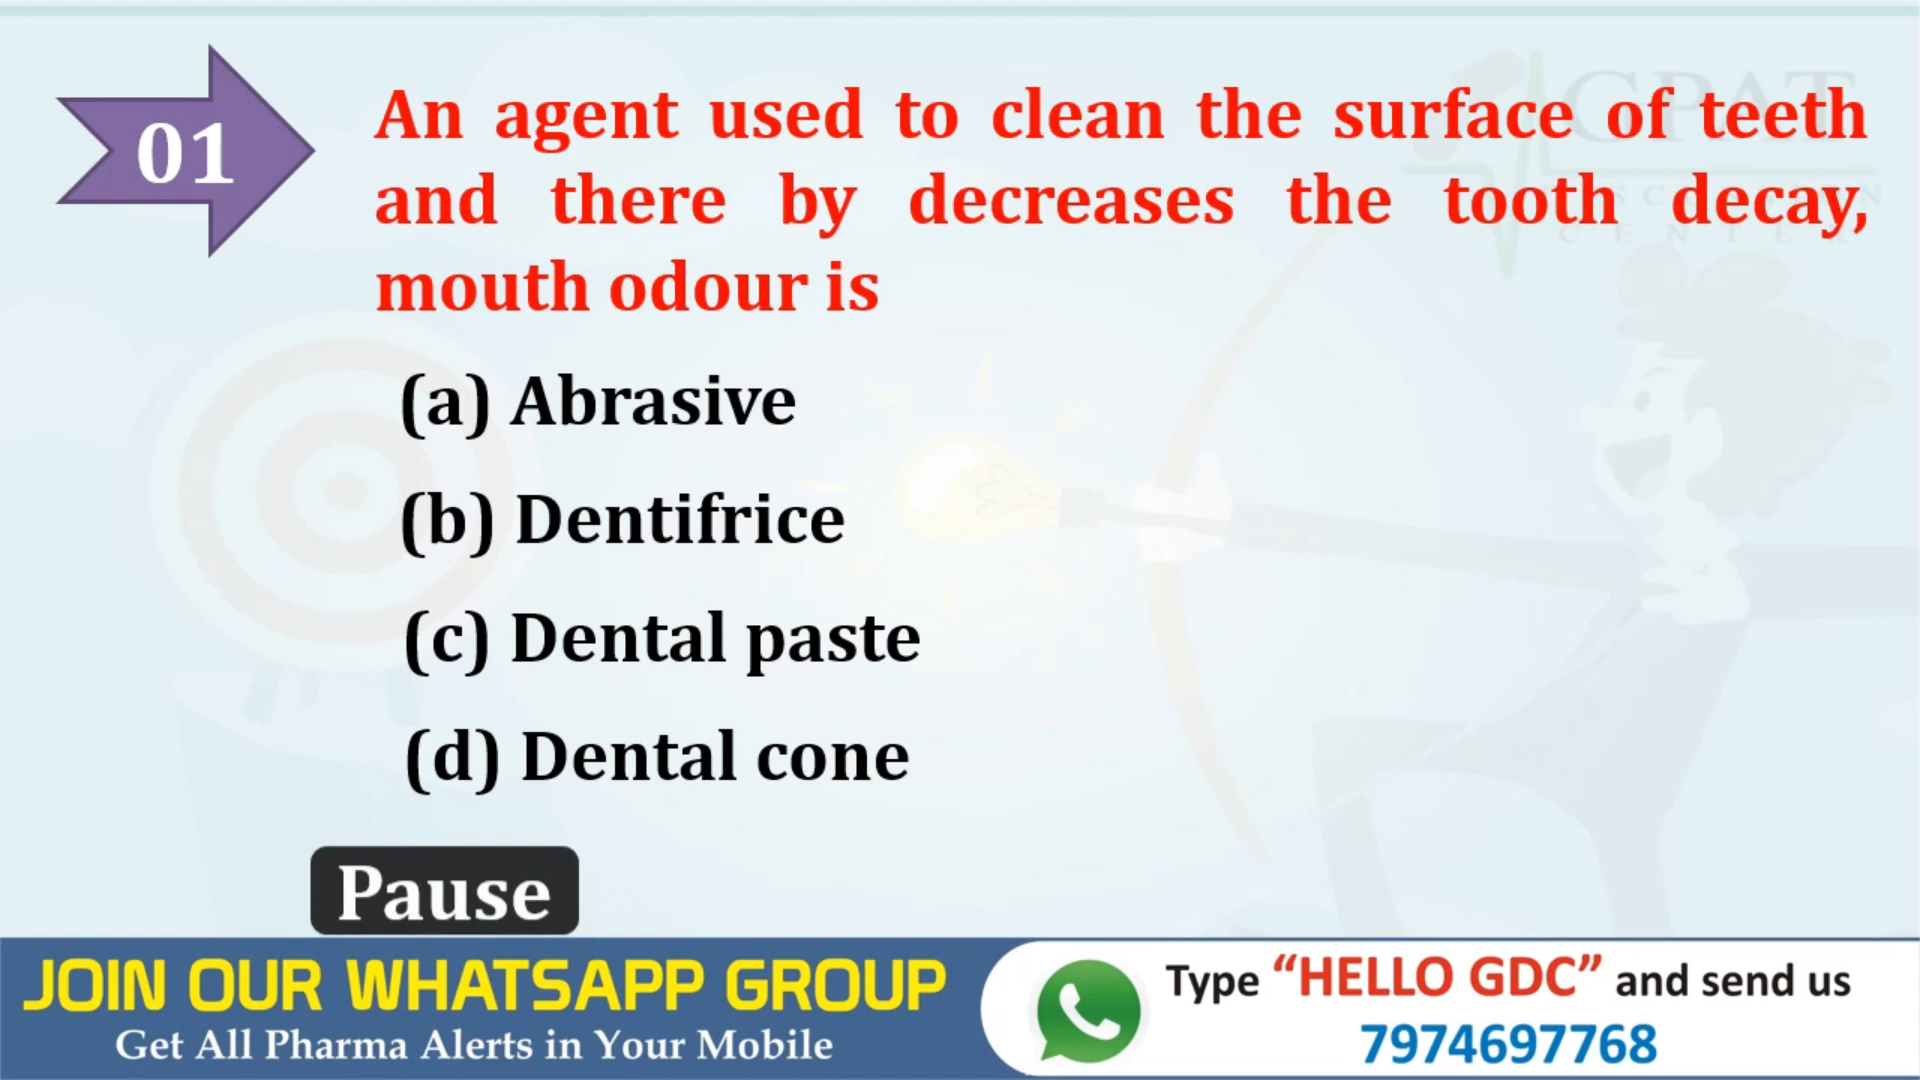 01
An agent used to clean the surface of teeth
and there by decreases the tooth decay,
mouth odour is
(a) Abrasive
(b) Dentifrice
(c) Dental paste
(d) Dental cone
Pause
JOIN OUR WHATSAPP GROUP
Get All Pharma Alerts in Your Mobile
Type “HELLO GDC” and send us
7974697768
GPAT
CENTER